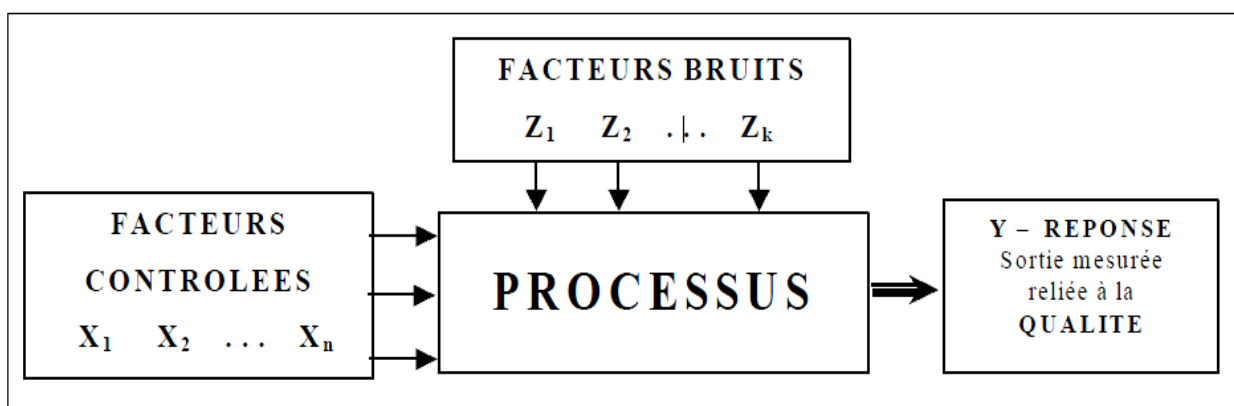 FACTEURS BRUITS
Z1 Z2 ... Zk
FACTEURS
CONTROLEES
X1 X2 ... Xn
PROCESSUS
Y – REPONSE
Sortie mesurée
reliée à la
QUALITE